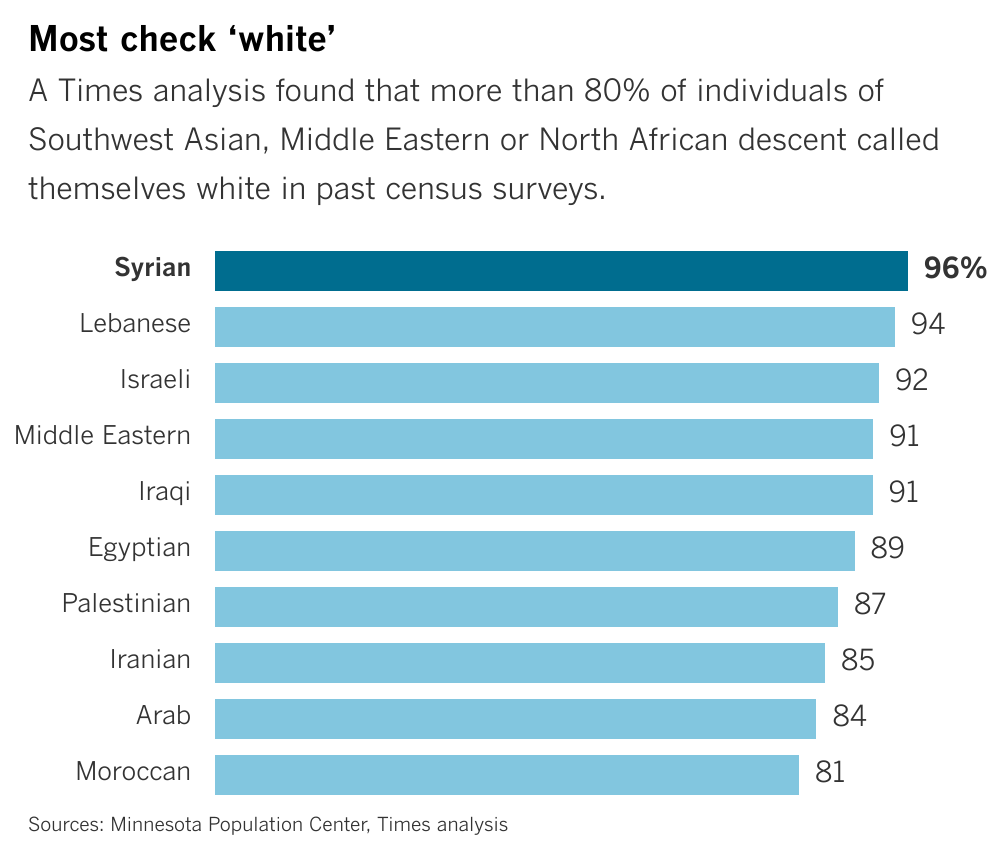 Most check ‘white’
A Times analysis found that more than 80% of individuals of
Southwest Asian, Middle Eastern or North African descent called
themselves white in past census surveys.
Syrian 96%
Lebanese 94
Israeli 92
Middle Eastern 91
Iraqi 91
Egyptian 89
Palestinian 87
Iranian 85
Arab 84
Moroccan 81
Sources: Minnesota Population Center, Times analysis